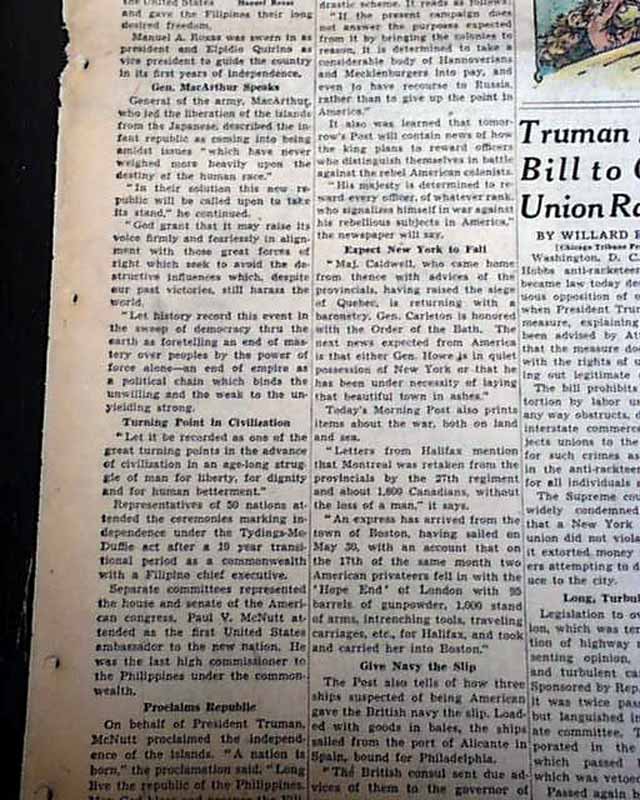 the United States
Manuel Roxas
and gave the Filipines their long
desired freedom.
Manuel A. Roxas was sworn in as
president and Elpidio Quirino as
vice president to guide the country
in its first years of independence.
Gen. MacArthur Speaks
General of the army, MacArthur,
who led the liberation of the islands
from the Japanese, described the in-
fant republic as coming into being
amidst issues "which have never
weighed more heavily upon the
destiny of the human race."
"In their solution this new re-
public will be called upon to take
its stand," he continued.
"God grant that it may raise its
voice firmly and fearlessly in align-
ment with those great forces of
right which seek to avoid the de-
structive influences which, despite
our past victories, still harass the
world.
"Let history record this event in
the sweep of democracy thru the
earth as foretelling an end of mas-
tery over peoples by the power of
force alone—an end of empire as
a political chain which binds the
unwilling and the weak to the un-
yielding strong.
Turning Point in Civilization
"Let it be recorded as one of the
great turning points in the advance
of civilization in an age-long strug-
gle of man for liberty, for dignity
and for human betterment."
Representatives of 50 nations at-
tended the ceremonies marking in-
dependence under the Tydings-Mc-
Duffie act after a 10 year transi-
tional period as a commonwealth
with a Filipino chief executive.
Separate committees represented
the house and senate of the Ameri-
can congress. Paul V. McNutt at-
tended as the first United States
ambassador to the new nation. He
was the last high commissioner to
the Philippines under the common-
wealth.
Proclaims Republic
On behalf of President Truman,
McNutt proclaimed the independ-
ence of the islands. "A nation is
born," the proclamation said. "Long
live the republic of the Philippines.
drastic scheme. It reads as follows:
"If the present campaign does
not answer the purposes expected
from it by bringing the colonies to
reason, it is determined to take a
considerable body of Hannoverians
and Mecklenburgers into pay, and
even to have recourse to Russia,
rather than to give up the point in
America."
It also was learned that tomor-
row's Post will contain news of how
the king plans to reward officers
who distinguish themselves in battle
against the rebel American colonists.
"His majesty is determined to re-
ward every officer, of whatever rank,
who signalizes himself in war against
his rebellious subjects in America,"
the newspaper will say.
Expect New York to Fall
"Maj. Caldwell, who came home
from thence with advices of the
provincials, having raised the siege
of Quebec, is returning with a
baronetcy. Gen. Carleton is honored
with the Order of the Bath. The
next news expected from America
is that either Gen. Howe is in quiet
possession of New York or that he
has been under necessity of laying
that beautiful town in ashes."
Today's Morning Post also prints
items about the war, both on land
and sea.
"Letters from Halifax mention
that Montreal was retaken from the
provincials by the 27th regiment
and about 1,600 Canadians, without
the loss of a man," it says.
"An express has arrived from the
town of Boston, having sailed on
May 30, with an account that on
the 17th of the same month two
American privateers fell in with the
'Hope End' of London with 95
barrels of gunpowder, 1,000 stand
of arms, intrenching tools, traveling
carriages, etc., for Halifax, and took
and carried her into Boston."
Give Navy the Slip
The Post also tells of how three
ships suspected of being American
gave the British navy the slip. Load-
ed with goods in bales, the ships
sailed from the port of Alicante in
Spain, bound for Philadelphia.
"The British consul sent due ad-
vices of them to the governor of
Truman
Bill to
Union Ra
BY WILLARD
[Chicago Tribune
Washington, D. C.
Hobbs anti-racketee
became law today des
uous opposition of
when President Trum
measure, explaining
been advised by Att
that the measure doe
with the rights of u
ing out legitimate
The bill prohibits
tortion by labor u
any way obstructs, d
interstate commerce
jects unions to the
for such crimes as
in the anti-rackete
for all individuals
The Supreme cou
widely condemned
that a New York
union did not viola
it extorted money
ers attempting to d
uce to the city.
Long, Turbul
Legislation to ov
ion, which was ter
tion of highway r
senting opinion,
and turbulent ca
Sponsored by Rep
it was twice pass
but languished in
ate committee. T
porated in the
which passed
which was vetoe
Passed again